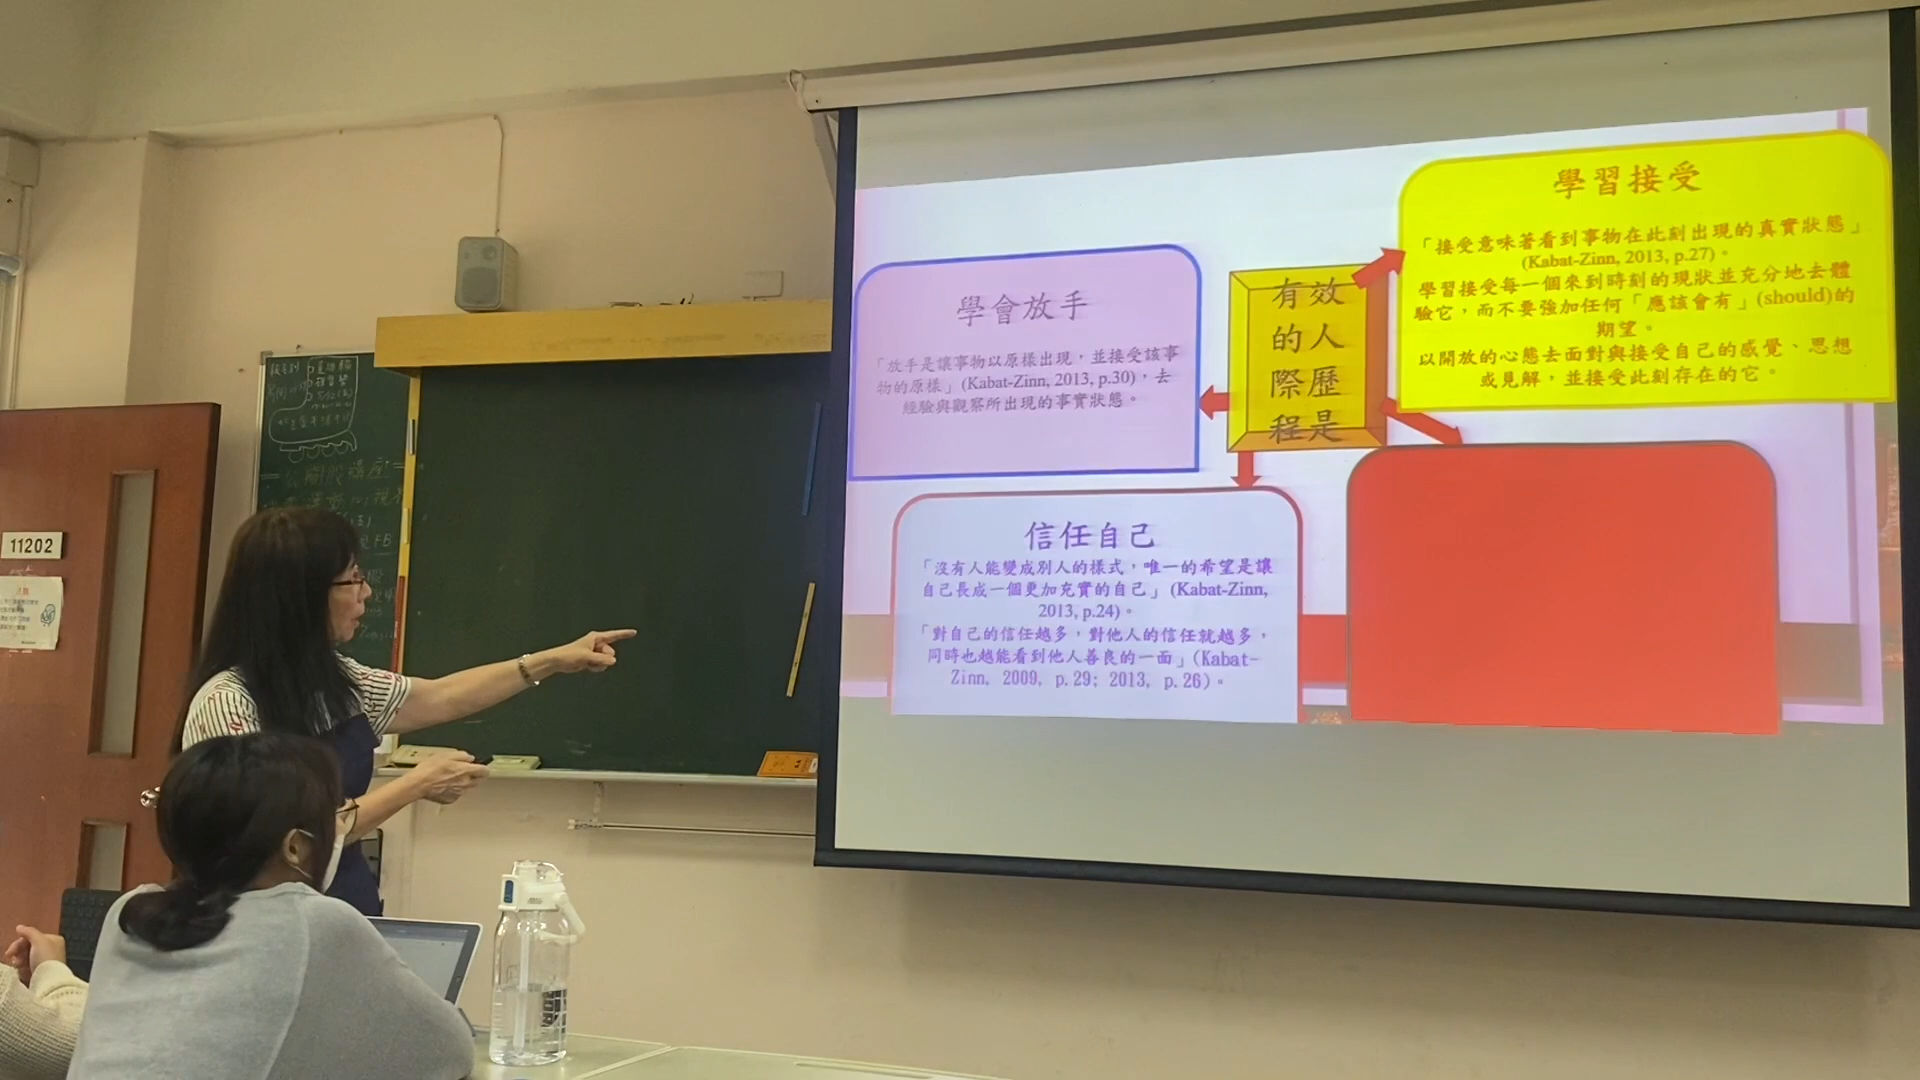 有效
的人
際歷
程是
學習接受
「接受意味著看到事物在此刻出現的真實狀態」
(Kabat-Zinn, 2013, p.27)。
學習接受每一個來到時刻的現狀並充分地去體
驗它，而不要強加任何「應該會有」(should)的
期望。
以開放的心態去面對與接受自己的感覺、思想
或見解，並接受此刻存在的它。
學會放手
「放手是讓事物以原樣出現，並接受該事
物的原樣」(Kabat-Zinn, 2013, p.30)，去
經驗與觀察所出現的事實狀態。
信任自己
「沒有人能變成別人的樣式，唯一的希望是讓
自己長成一個更加充實的自己」(Kabat-Zinn,
2013, p.24)。
「對自己的信任越多，對他人的信任就越多，
同時也越能看到他人善良的一面」(Kabat-
Zinn, 2009, p.29; 2013, p.26)。
11202
FB